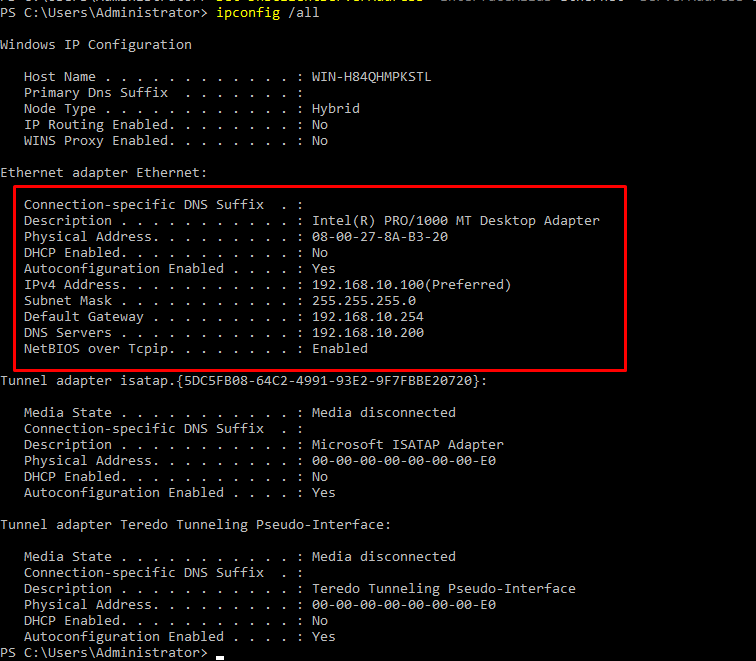 PS C:\Users\Administrator> ipconfig /all
Windows IP Configuration
Host Name . . . . . . . . . . . . : WIN-H84QHMPKSTL
Primary Dns Suffix . . . . . . . :
Node Type . . . . . . . . . . . . : Hybrid
IP Routing Enabled. . . . . . . . : No
WINS Proxy Enabled. . . . . . . . : No
Ethernet adapter Ethernet:
Connection-specific DNS Suffix . :
Description . . . . . . . . . . . : Intel(R) PRO/1000 MT Desktop Adapter
Physical Address. . . . . . . . . : 08-00-27-8A-B3-20
DHCP Enabled. . . . . . . . . . . : No
Autoconfiguration Enabled . . . . : Yes
IPv4 Address. . . . . . . . . . . : 192.168.10.100(Preferred)
Subnet Mask . . . . . . . . . . . : 255.255.255.0
Default Gateway . . . . . . . . . : 192.168.10.254
DNS Servers . . . . . . . . . . . : 192.168.10.200
NetBIOS over Tcpip. . . . . . . . : Enabled
Tunnel adapter isatap.{5DC5FB08-64C2-4991-93E2-9F7FBBE20720}:
Media State . . . . . . . . . . . : Media disconnected
Connection-specific DNS Suffix . :
Description . . . . . . . . . . . : Microsoft ISATAP Adapter
Physical Address. . . . . . . . . : 00-00-00-00-00-00-00-E0
DHCP Enabled. . . . . . . . . . . : No
Autoconfiguration Enabled . . . . : Yes
Tunnel adapter Teredo Tunneling Pseudo-Interface:
Media State . . . . . . . . . . . : Media disconnected
Connection-specific DNS Suffix . :
Description . . . . . . . . . . . : Teredo Tunneling Pseudo-Interface
Physical Address. . . . . . . . . : 00-00-00-00-00-00-00-E0
DHCP Enabled. . . . . . . . . . . : No
Autoconfiguration Enabled . . . . : Yes
PS C:\Users\Administrator>